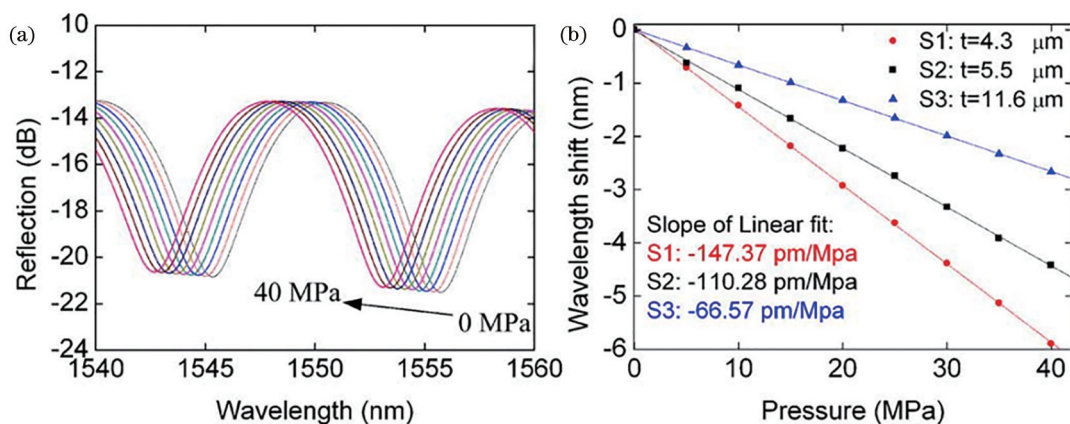 (a)
10
-12
-14
-16
-18
-20
-22
-24
Reflection (dB)
40 MPa
0 MPa
1540 1545 1550 1555 1560
Wavelength (nm)
(b)
0
-1
-2
-3
-4
-5
-6
Wavelength shift (nm)
S1: t=4.3 μm
S2: t=5.5 μm
S3: t=11.6 μm
Slope of Linear fit:
S1: -147.37 pm/Mpa
S2: -110.28 pm/Mpa
S3: -66.57 pm/Mpa
0 10 20 30 40
Pressure (MPa)